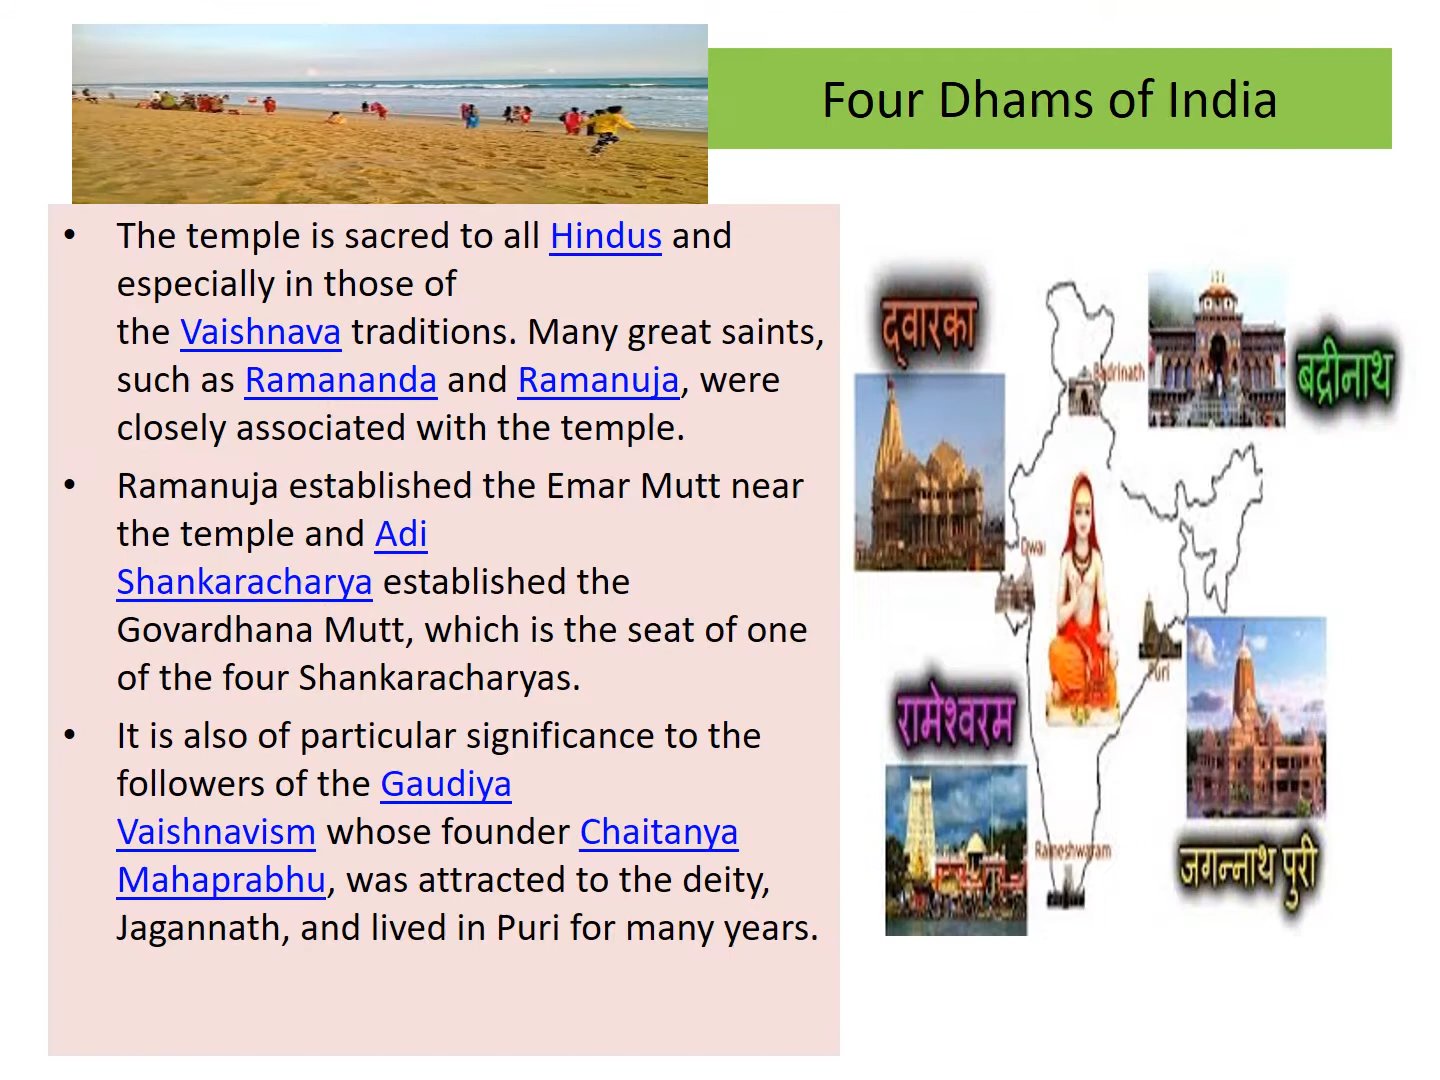 Four Dhams of India
• The temple is sacred to all Hindus and
especially in those of
the Vaishnava traditions. Many great saints,
such as Ramananda and Ramanuja, were
closely associated with the temple.
• Ramanuja established the Emar Mutt near
the temple and Adi
Shankaracharya established the
Govardhana Mutt, which is the seat of one
of the four Shankaracharyas.
• It is also of particular significance to the
followers of the Gaudiya
Vaishnavism whose founder Chaitanya
Mahaprabhu, was attracted to the deity,
Jagannath, and lived in Puri for many years.
द्वारका
Badrinath
बद्रीनाथ
Dwar
Puri
रामेश्वरम
Rameshwaram
जगन्नाथ पुरी